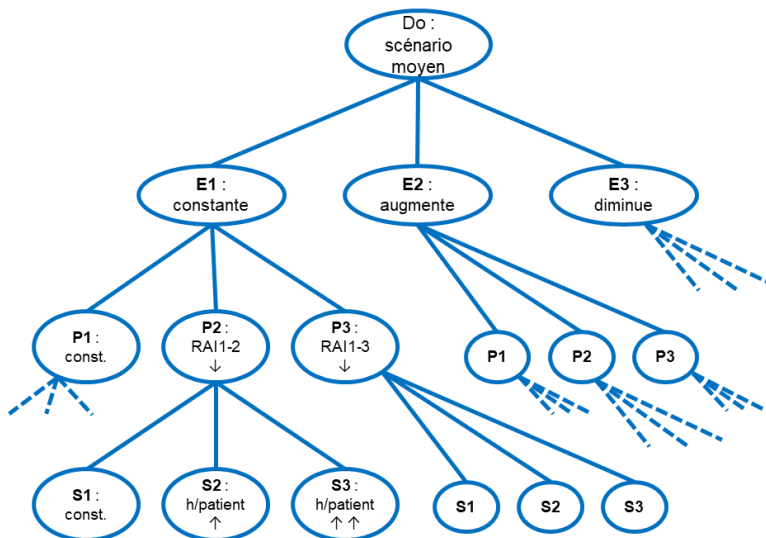 Do :
scénario
moyen
E1 :
constante
E2 :
augmente
E3 :
diminue
P1 :
const.
P2 :
RAI1-2
↓
P3 :
RAI1-3
↓
P1
P2
P3
S1 :
const.
S2 :
h/patient
↑
S3 :
h/patient
↑ ↑
S1
S2
S3